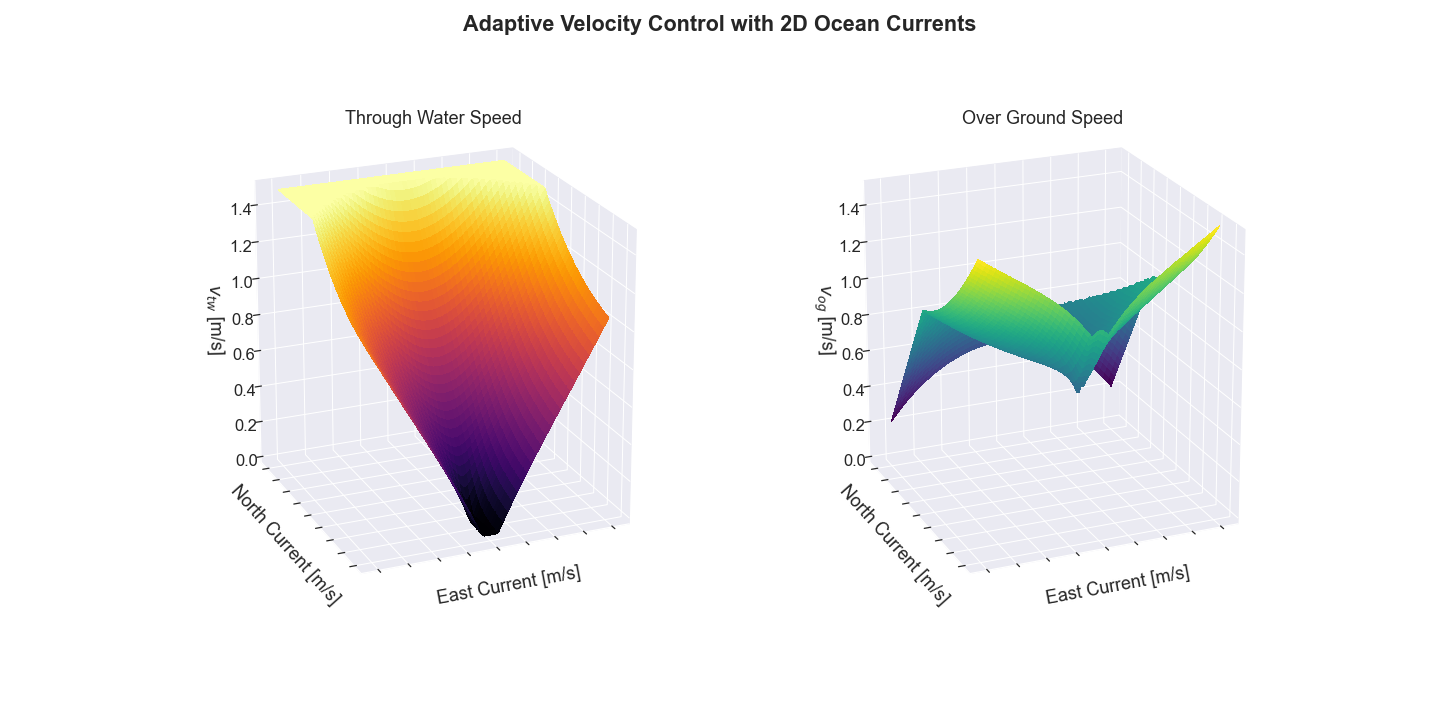 Adaptive Velocity Control with 2D Ocean Currents
Through Water Speed
1.4
1.2
1.0
0.8
0.6
0.4
0.2
0.0
v_tw [m/s]
North Current [m/s]
East Current [m/s]
Over Ground Speed
1.4
1.2
1.0
0.8
0.6
0.4
0.2
0.0
v_og [m/s]
North Current [m/s]
East Current [m/s]